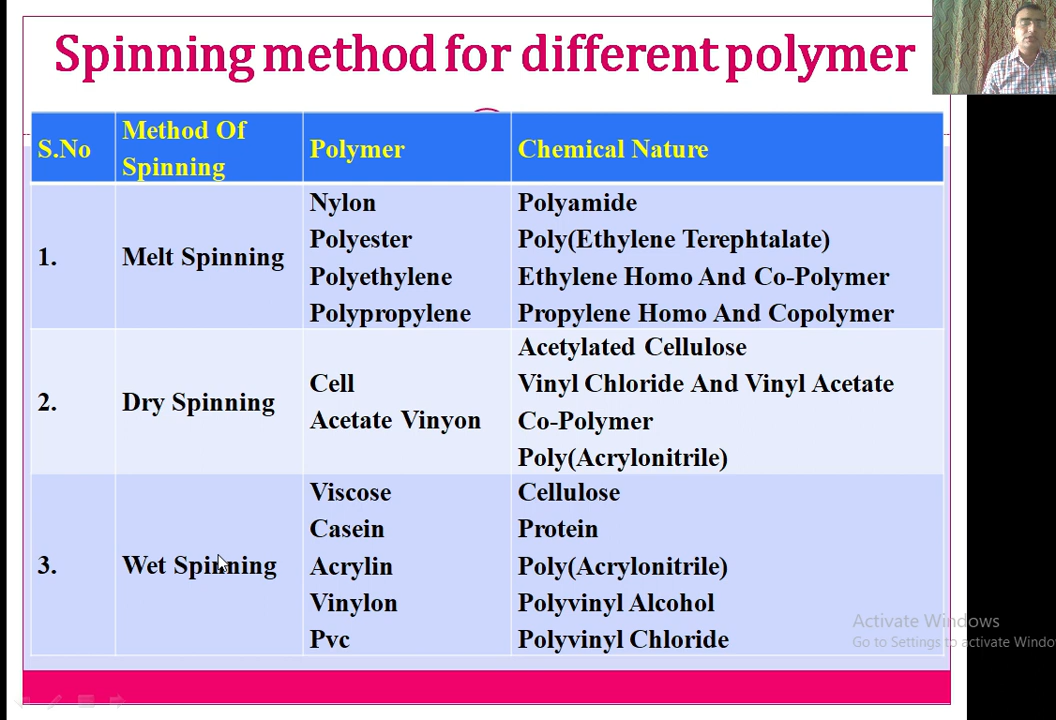 Spinning method for different polymer
S.No
Method Of
Spinning
Polymer
Chemical Nature
1.
Melt Spinning
Nylon
Polyester
Polyethylene
Polypropylene
Polyamide
Poly(Ethylene Terephtalate)
Ethylene Homo And Co-Polymer
Propylene Homo And Copolymer
2.
Dry Spinning
Cell
Acetate Vinyon
Acetylated Cellulose
Vinyl Chloride And Vinyl Acetate
Co-Polymer
Poly(Acrylonitrile)
3.
Wet Spinning
Viscose
Casein
Acrylin
Vinylon
Pvc
Cellulose
Protein
Poly(Acrylonitrile)
Polyvinyl Alcohol
Polyvinyl Chloride
Activate Windows
Go to Settings to activate Windo